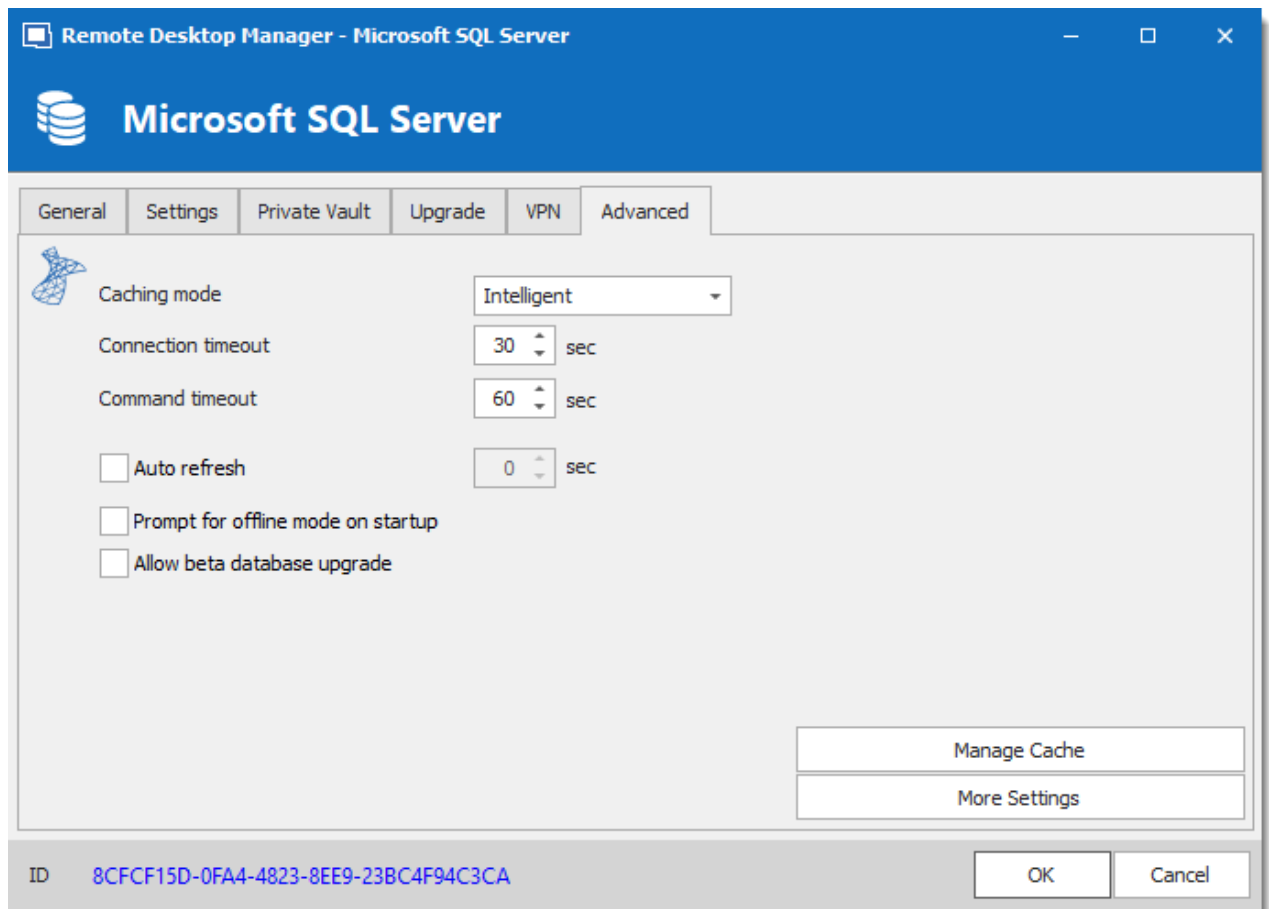 Remote Desktop Manager - Microsoft SQL Server
Microsoft SQL Server
General Settings Private Vault Upgrade VPN Advanced
Caching mode Intelligent
Connection timeout 30 sec
Command timeout 60 sec
Auto refresh 0 sec
Prompt for offline mode on startup
Allow beta database upgrade
Manage Cache
More Settings
ID 8CFCF15D-0FA4-4823-8EE9-23BC4F94C3CA OK Cancel